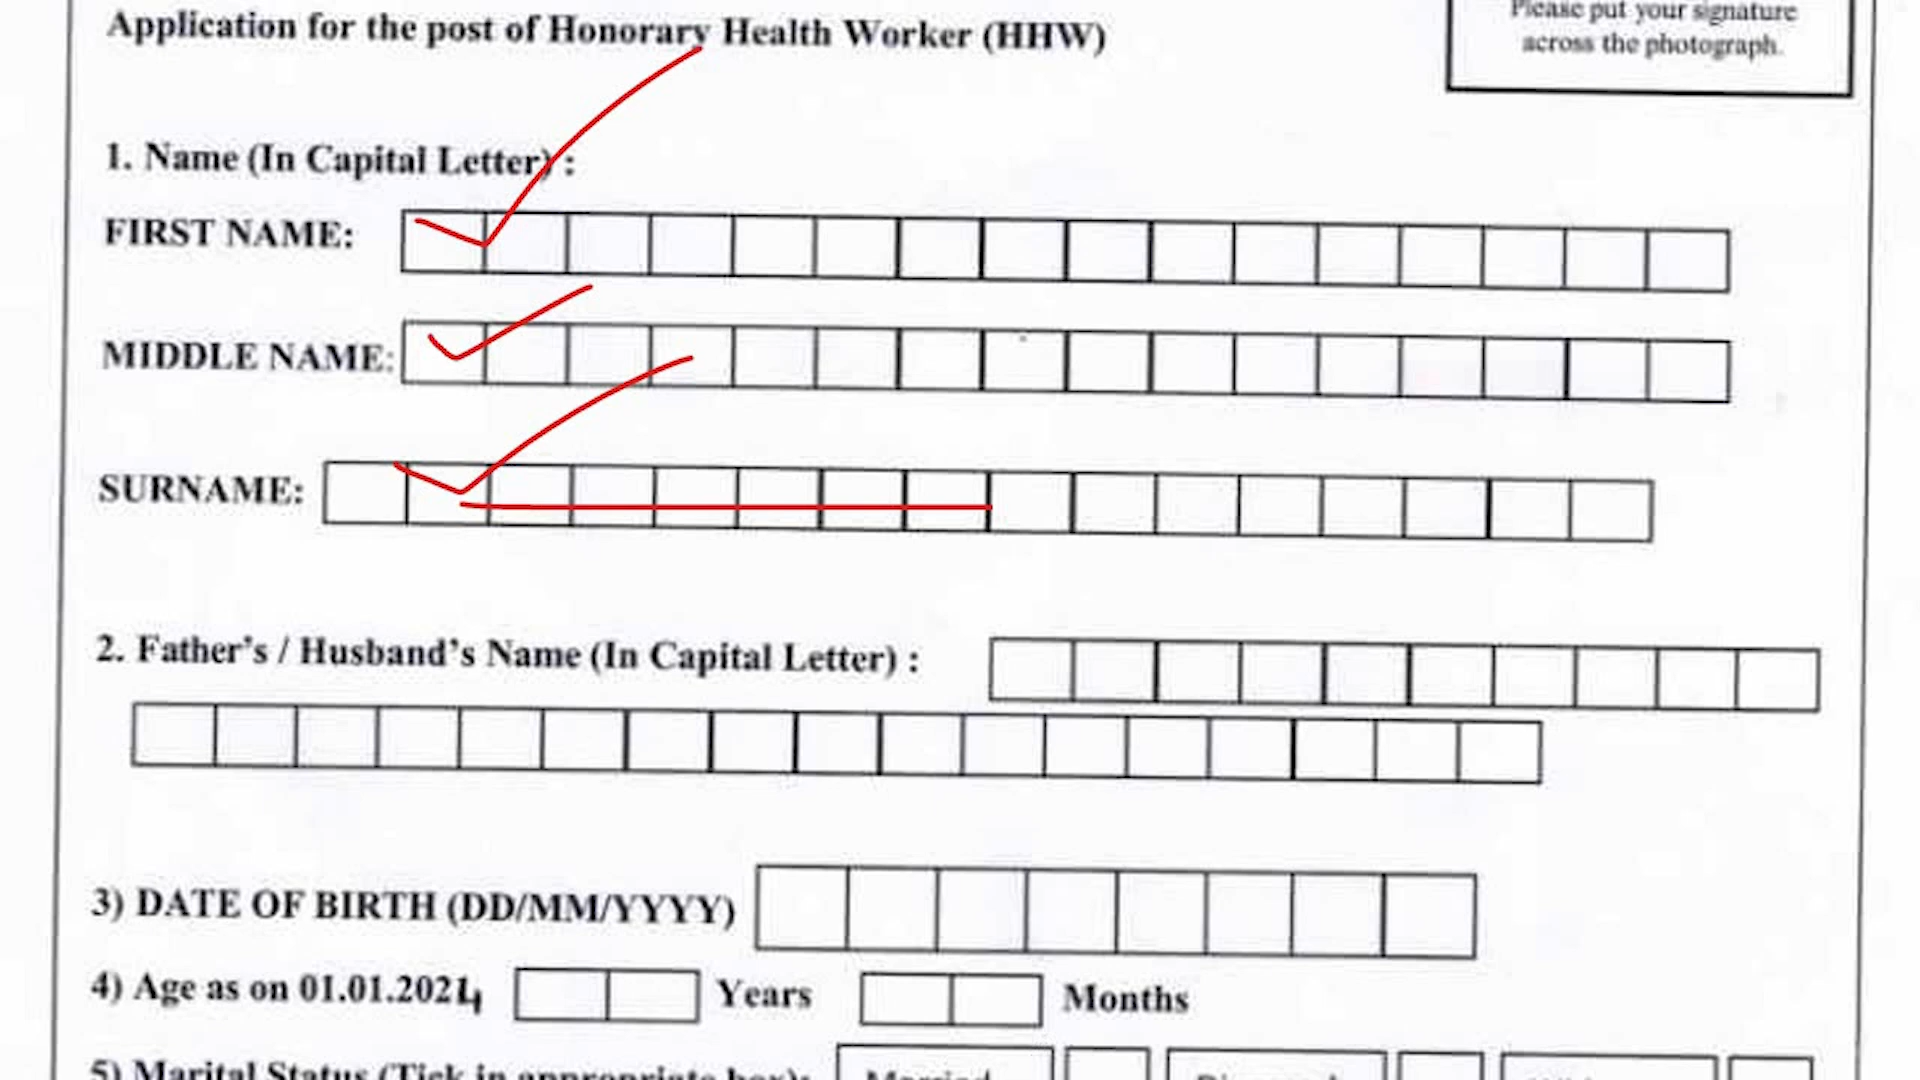 Please put your signature
Application for the post of Honorary Health Worker (HHW)
across the photograph.
1. Name (In Capital Letter) :
FIRST NAME:
MIDDLE NAME:
SURNAME:
2. Father's / Husband's Name (In Capital Letter) :
3) DATE OF BIRTH (DD/MM/YYYY)
4) Age as on 01.01.2024 Years Months
5) Marital Status (Tick in appropriate box): Married